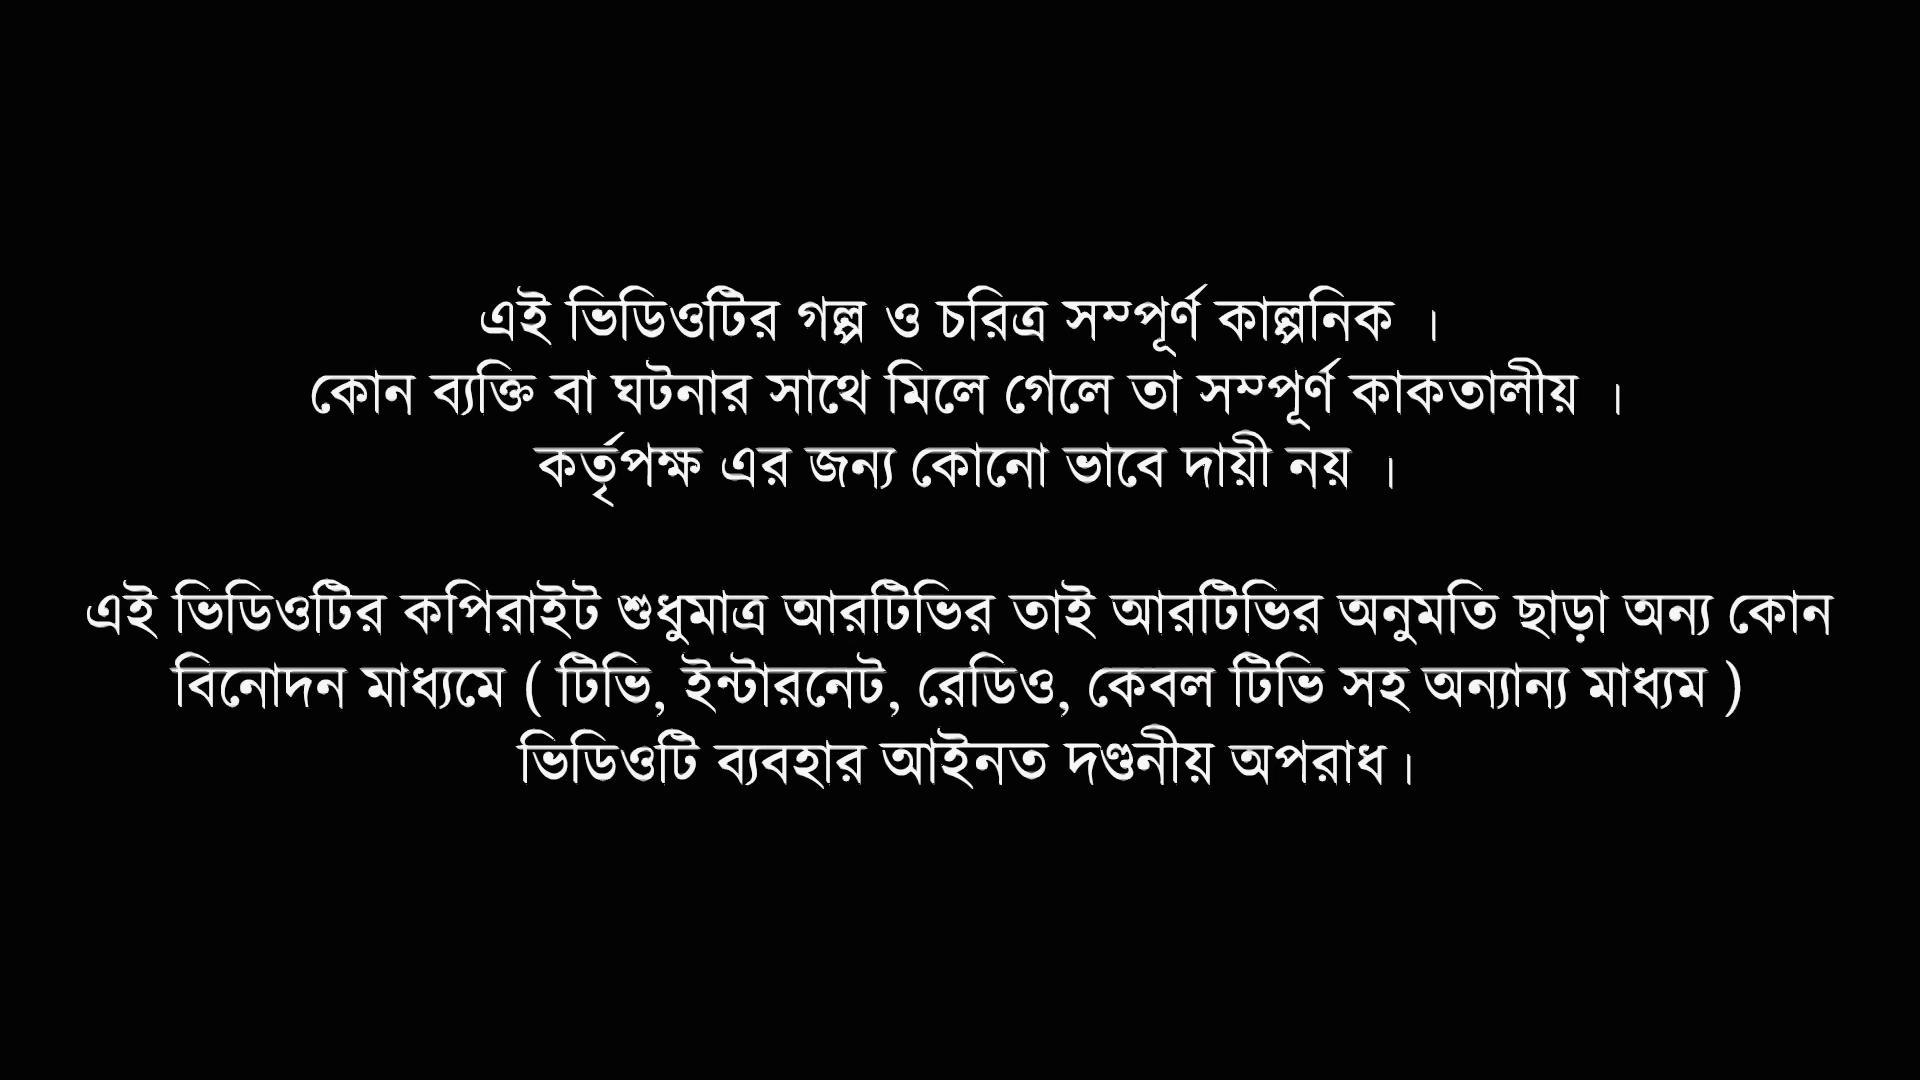 এই ভিডিওটির গল্প ও চরিত্র সম্পূর্ণ কাল্পনিক ।
কোন ব্যক্তি বা ঘটনার সাথে মিলে গেলে তা সম্পূর্ণ কাকতালীয় ।
কর্তৃপক্ষ এর জন্য কোনো ভাবে দায়ী নয় ।
এই ভিডিওটির কপিরাইট শুধুমাত্র আরটিভির তাই আরটিভির অনুমতি ছাড়া অন্য কোন
বিনোদন মাধ্যমে ( টিভি, ইন্টারনেট, রেডিও, কেবল টিভি সহ অন্যান্য মাধ্যম )
ভিডিওটি ব্যবহার আইনত দণ্ডনীয় অপরাধ।